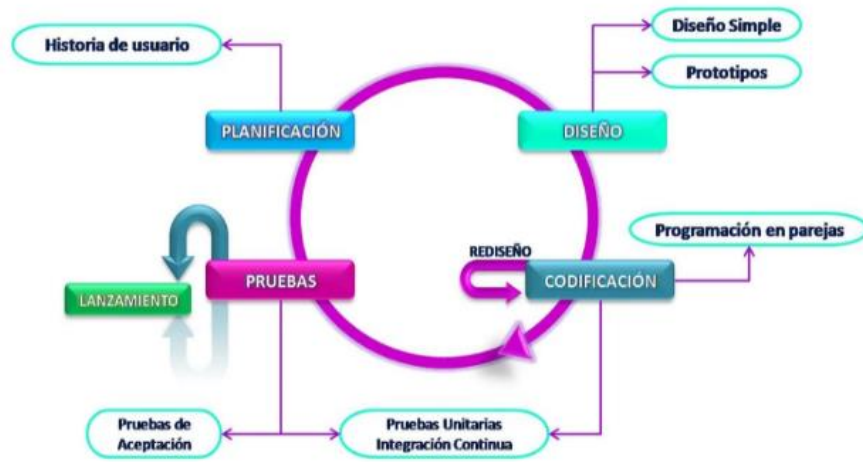 Diseño Simple
Historia de usuario
Prototipos
PLANIFICACIÓN
DISEÑO
Programación en parejas
REDISEÑO
PRUEBAS
CODIFICACIÓN
LANZAMIENTO
Pruebas de
Aceptación
Pruebas Unitarias
Integración Continua